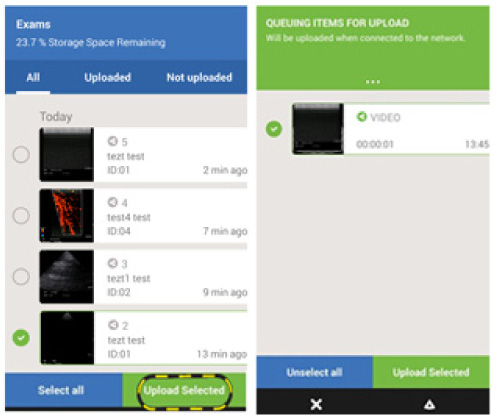 Exams
23.7 % Storage Space Remaining
All
Uploaded
Not uploaded
Today
5
tezt test
ID:01
2 min ago
4
test4 test
ID:04
7 min ago
3
tezt1 test
ID:02
9 min ago
2
tezt test
ID:01
13 min ago
Select all
Upload Selected
QUEUING ITEMS FOR UPLOAD
Will be uploaded when connected to the network.
...
VIDEO
00:00:01
13:45
Unselect all
Upload Selected